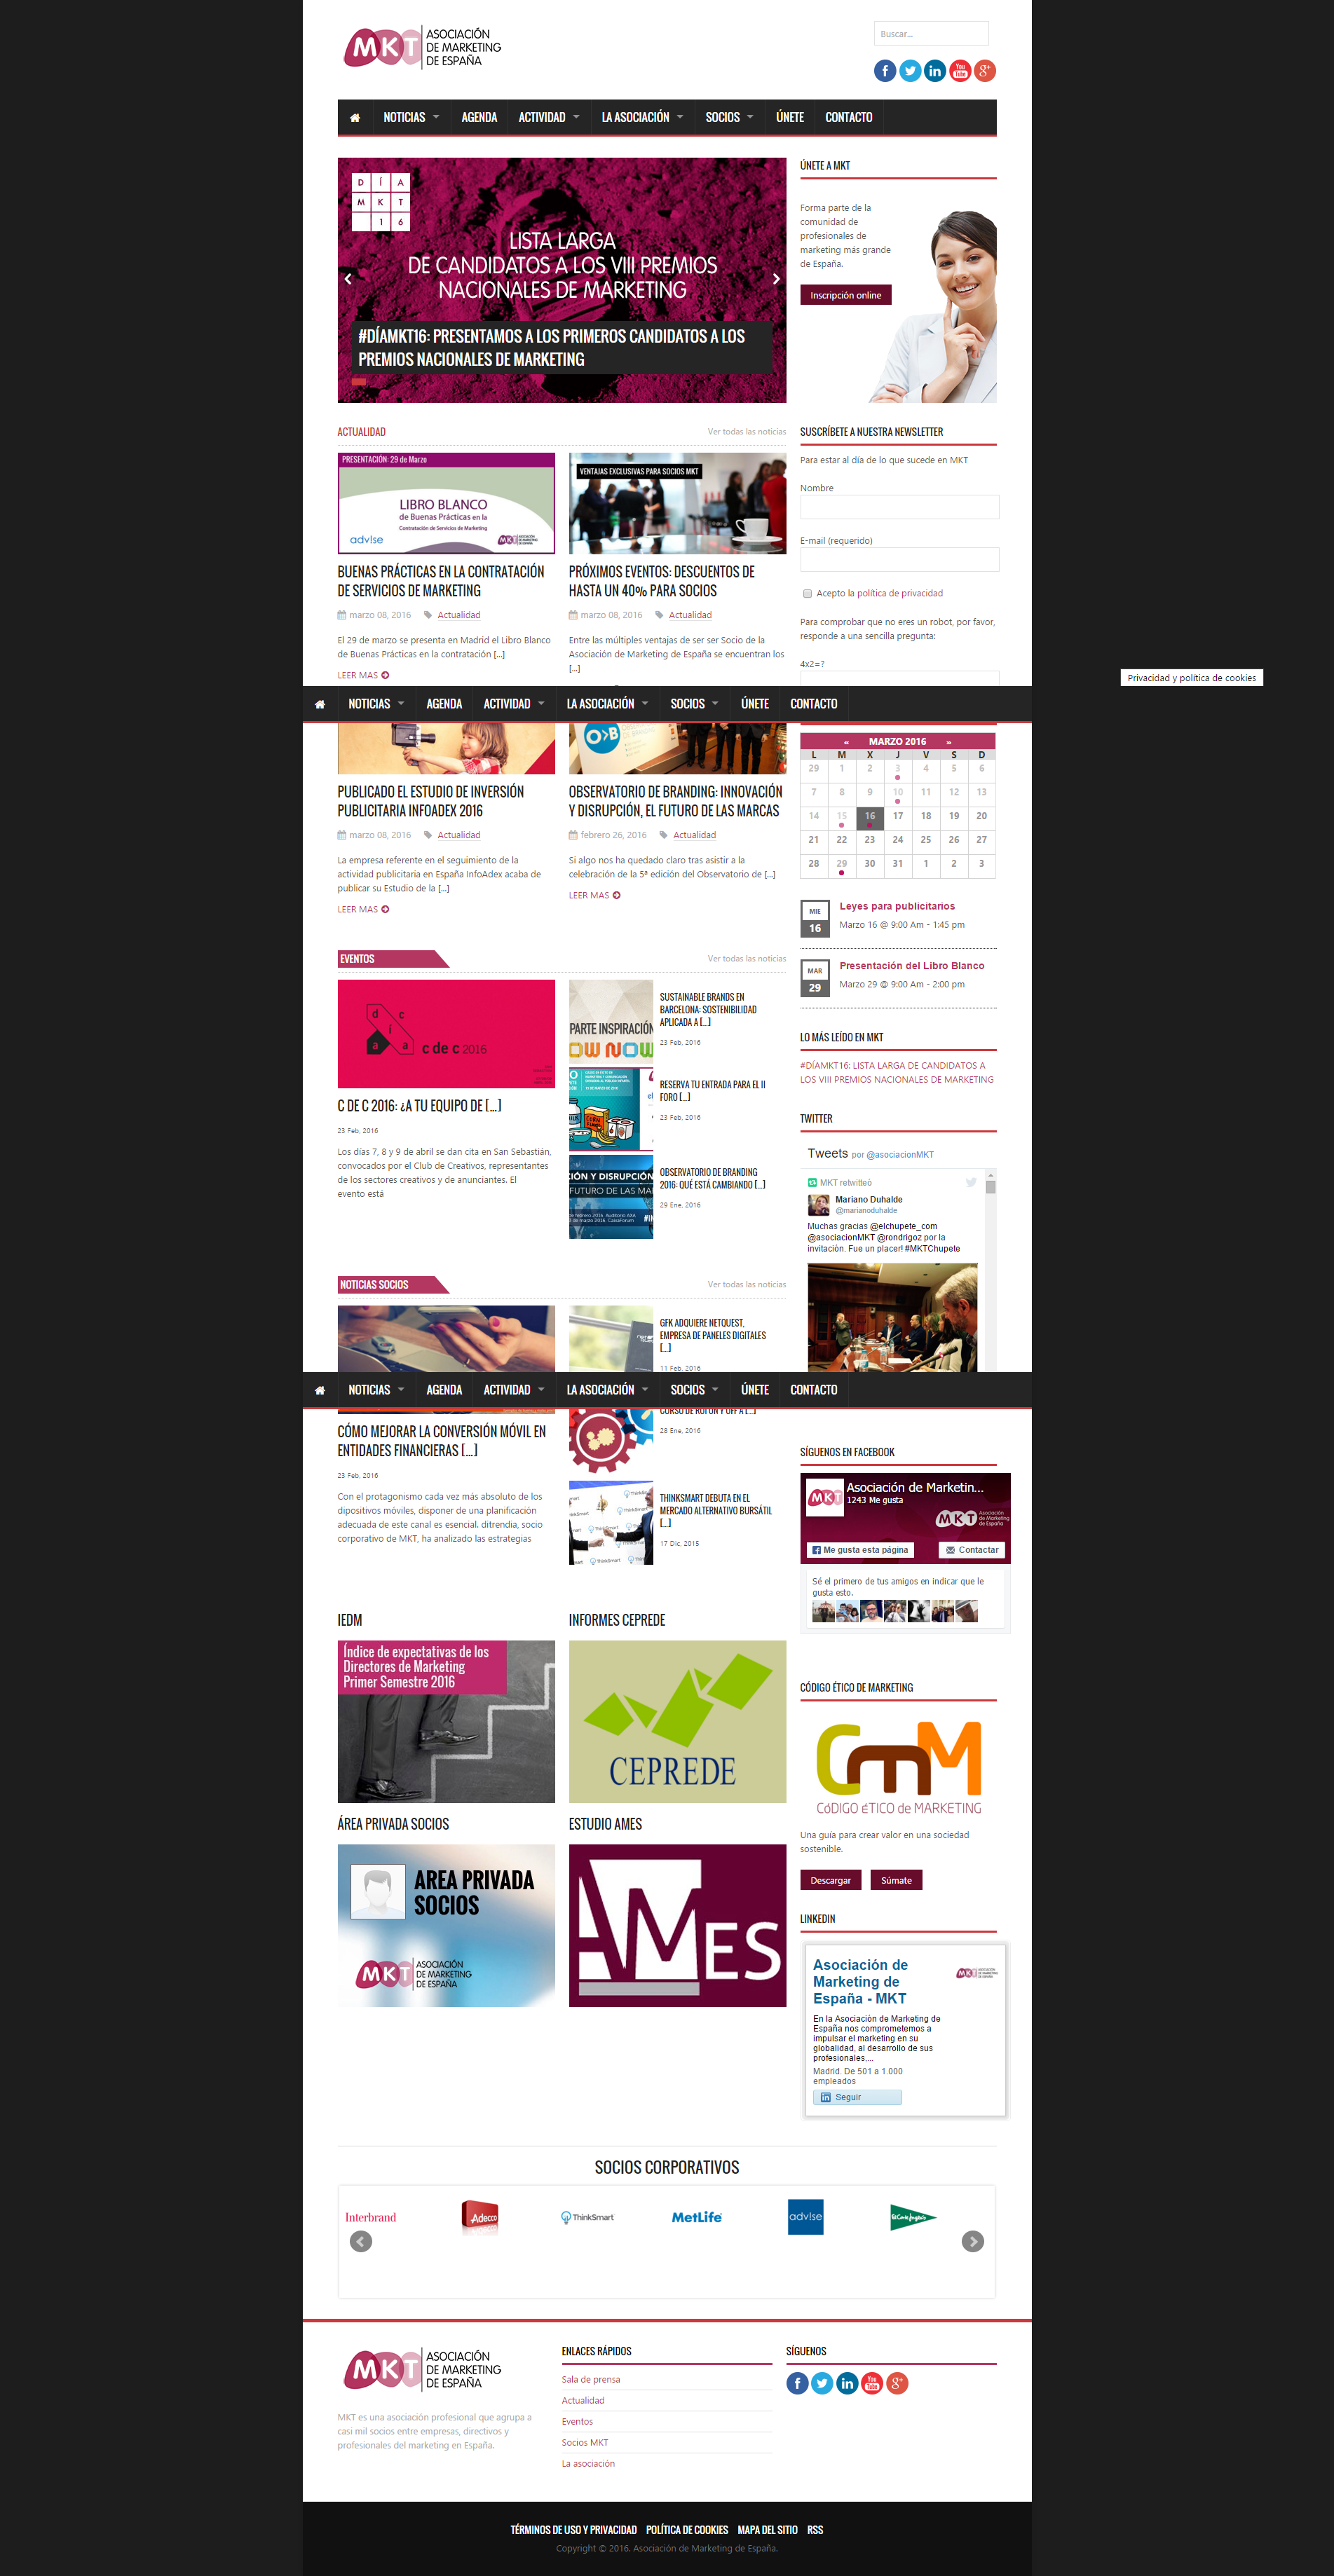 MKT ASOCIACIÓN
DE MARKETING
DE ESPAÑA
Buscar...
NOTICIAS AGENDA ACTIVIDAD LA ASOCIACIÓN SOCIOS ÚNETE CONTACTO
D Í A
M K T
1 6
LISTA LARGA
DE CANDIDATOS A LOS VIII PREMIOS
NACIONALES DE MARKETING
#DÍAMKT16: PRESENTAMOS A LOS PRIMEROS CANDIDATOS A LOS
PREMIOS NACIONALES DE MARKETING
ÚNETE A MKT
Forma parte de la
comunidad de
profesionales de
marketing más grande
de España.
Inscripción online
ACTUALIDAD
Ver todas las noticias
PRESENTACIÓN: 29 de Marzo
LIBRO BLANCO
de Buenas Prácticas en la
Contratación de Servicios de Marketing
adv!se
BUENAS PRÁCTICAS EN LA CONTRATACIÓN
DE SERVICIOS DE MARKETING
marzo 08, 2016 Actualidad
El 29 de marzo se presenta en Madrid el Libro Blanco
de Buenas Prácticas en la contratación [...]
LEER MAS
VENTAJAS EXCLUSIVAS PARA SOCIOS MKT
PRÓXIMOS EVENTOS: DESCUENTOS DE
HASTA UN 40% PARA SOCIOS
marzo 08, 2016 Actualidad
Entre las múltiples ventajas de ser ser Socio de la
Asociación de Marketing de España se encuentran los
[...]
SUSCRÍBETE A NUESTRA NEWSLETTER
Para estar al día de lo que sucede en MKT
Nombre
E-mail (requerido)
Acepto la política de privacidad
Para comprobar que no eres un robot, por favor,
responde a una sencilla pregunta:
4x2=?
Privacidad y política de cookies
NOTICIAS AGENDA ACTIVIDAD LA ASOCIACIÓN SOCIOS ÚNETE CONTACTO
PUBLICADO EL ESTUDIO DE INVERSIÓN
PUBLICITARIA INFOADEX 2016
marzo 08, 2016 Actualidad
La empresa referente en el seguimiento de la
actividad publicitaria en España InfoAdex acaba de
publicar su Estudio de la [...]
LEER MAS
O>B
OBSERVATORIO DE BRANDING: INNOVACIÓN
Y DISRUPCIÓN, EL FUTURO DE LAS MARCAS
febrero 26, 2016 Actualidad
Si algo nos ha quedado claro tras asistir a la
celebración de la 5ª edición del Observatorio de [...]
LEER MAS
« MARZO 2016 »
L M X J V S D
29 1 2 3 4 5 6
7 8 9 10 11 12 13
14 15 16 17 18 19 20
21 22 23 24 25 26 27
28 29 30 31 1 2 3
MIE
16
Leyes para publicitarios
Marzo 16 @ 9:00 Am - 1:45 pm
MAR
29
Presentación del Libro Blanco
Marzo 29 @ 9:00 Am - 2:00 pm
EVENTOS
Ver todas las noticias
d í c
a a
c de c 2016
C DE C 2016: ¿A TU EQUIPO DE [...]
23 Feb, 2016
Los días 7, 8 y 9 de abril se dan cita en San Sebastián,
convocados por el Club de Creativos, representantes
de los sectores creativos y de anunciantes. El
evento está
PARTE INSPIRACIÓN
OW NOW
SUSTAINABLE BRANDS EN
BARCELONA: SOSTENIBILIDAD
APLICADA A [...]
23 Feb, 2016
RESERVA TU ENTRADA PARA EL II
FORO [...]
23 Feb, 2016
CIÓN Y DISRUPCIÓN
FUTURO DE LAS MA
OBSERVATORIO DE BRANDING
2016: QUÉ ESTÁ CAMBIANDO [...]
29 Ene, 2016
LO MÁS LEÍDO EN MKT
#DÍAMKT16: LISTA LARGA DE CANDIDATOS A
LOS VIII PREMIOS NACIONALES DE MARKETING
TWITTER
Tweets por @asociacionMKT
MKT retwitteó
Mariano Duhalde
@marianoduhalde
Muchas gracias @elchupete_com
@asociacionMKT @rondrigoz por la
invitación. Fue un placer! #MKTChupete
NOTICIAS SOCIOS
Ver todas las noticias
GFK ADQUIERE NETQUEST,
EMPRESA DE PANELES DIGITALES
[...]
11 Feb, 2016
NOTICIAS AGENDA ACTIVIDAD LA ASOCIACIÓN SOCIOS ÚNETE CONTACTO
CÓMO MEJORAR LA CONVERSIÓN MÓVIL EN
ENTIDADES FINANCIERAS [...]
23 Feb, 2016
Con el protagonismo cada vez más absoluto de los
dipositivos móviles, disponer de una planificación
adecuada de este canal es esencial. ditrendia, socio
corporativo de MKT, ha analizado las estrategias
CURSO DE ROTÓN Y OFF A [...]
28 Ene, 2016
THINKSMART DEBUTA EN EL
MERCADO ALTERNATIVO BURSÁTIL
[...]
17 Dic, 2015
SÍGUENOS EN FACEBOOK
Asociación de Marketin...
1243 Me gusta
MKT Asociación
de Marketing
de España
Me gusta esta página
Contactar
Sé el primero de tus amigos en indicar que le
gusta esto.
IEDM
Índice de expectativas de los
Directores de Marketing
Primer Semestre 2016
INFORMES CEPREDE
CEPREDE
ÁREA PRIVADA SOCIOS
AREA PRIVADA
SOCIOS
MKT ASOCIACIÓN
DE MARKETING
DE ESPAÑA
ESTUDIO AMES
AMES
CÓDIGO ÉTICO DE MARKETING
CmM
CóDIGO éTICO de MARKETING
Una guía para crear valor en una sociedad
sostenible.
Descargar Súmate
LINKEDIN
Asociación de
Marketing de
España - MKT
En la Asociación de Marketing de
España nos comprometemos a
impulsar el marketing en su
globalidad, al desarrollo de sus
profesionales,...
Madrid. De 501 a 1.000
empleados
Seguir
SOCIOS CORPORATIVOS
Interbrand Adecco ThinkSmart MetLife adv!se El Corte Inglés
MKT ASOCIACIÓN
DE MARKETING
DE ESPAÑA
MKT es una asociación profesional que agrupa a
casi mil socios entre empresas, directivos y
profesionales del marketing en España.
ENLACES RÁPIDOS
Sala de prensa
Actualidad
Eventos
Socios MKT
La asociación
SÍGUENOS
TÉRMINOS DE USO Y PRIVACIDAD POLÍTICA DE COOKIES MAPA DEL SITIO RSS
Copyright © 2016. Asociación de Marketing de España.